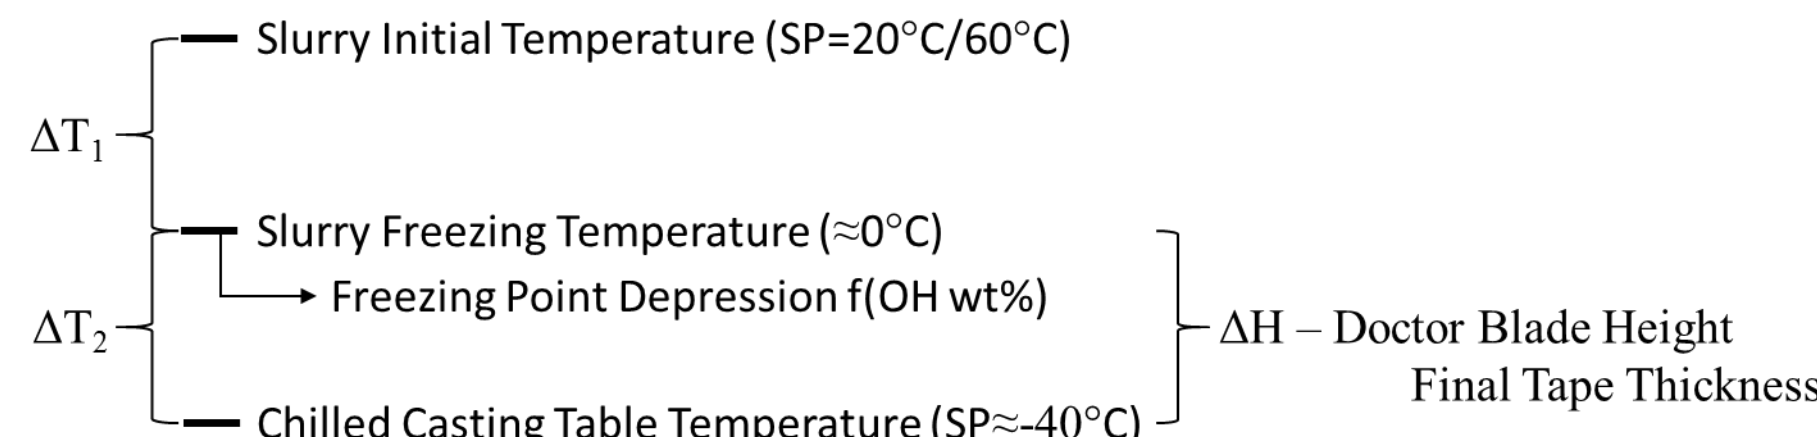 Slurry Initial Temperature (SP=20°C/60°C)
ΔT₁
Slurry Freezing Temperature (≈0°C)
Freezing Point Depression f(OH wt%)
ΔT₂
ΔH – Doctor Blade Height
Final Tape Thickness
Chilled Casting Table Temperature (SP≈-40°C)